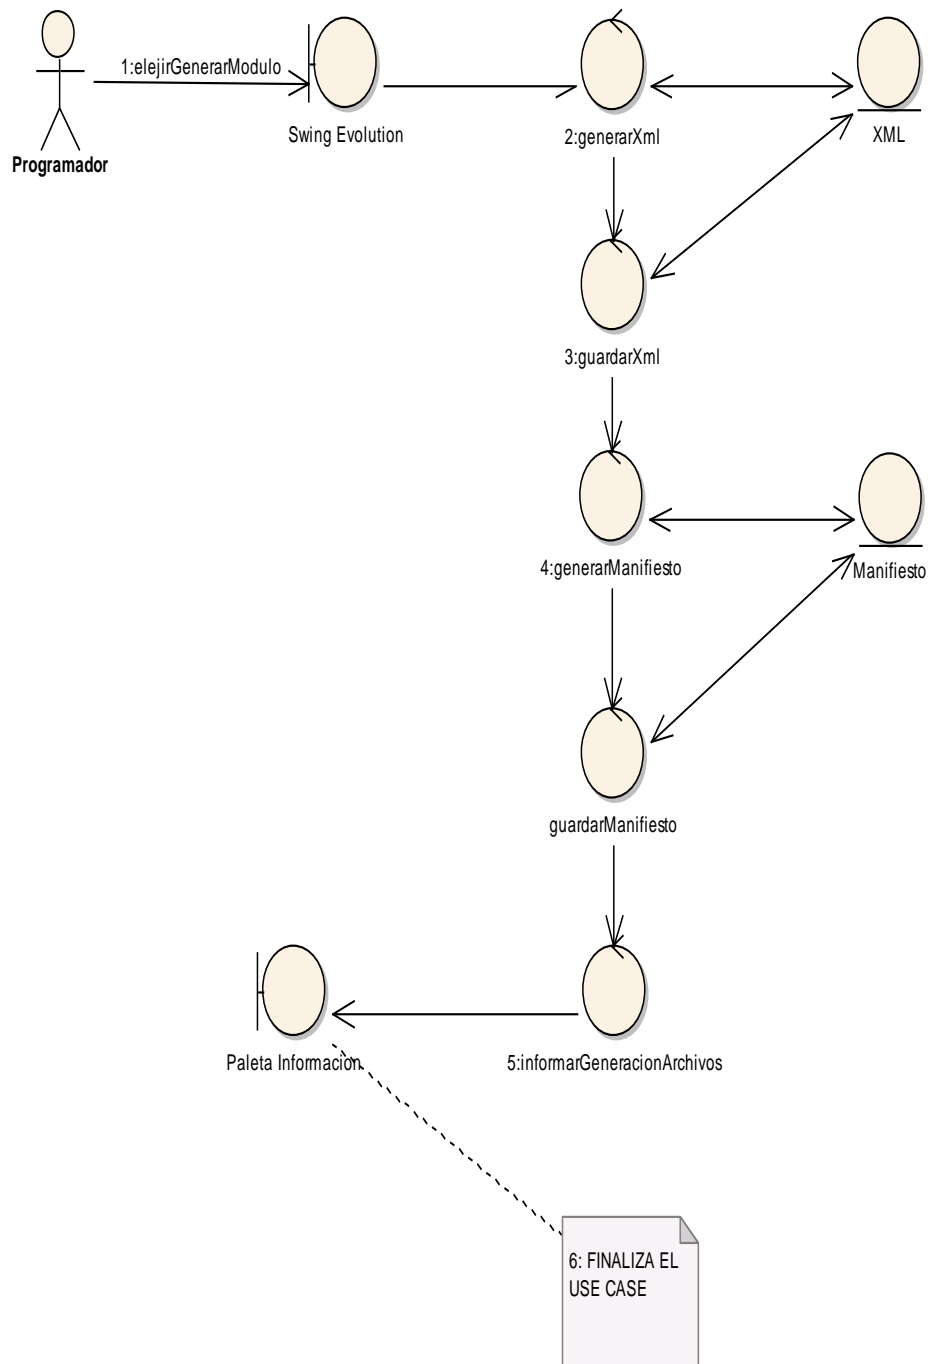 1:elejirGenerarModulo
Programador
Swing Evolution
2:generarXml
XML
3:guardarXml
4:generarManifiesto
Manifiesto
guardarManifiesto
Paleta Informacion
5:informarGeneracionArchivos
6: FINALIZA EL
USE CASE